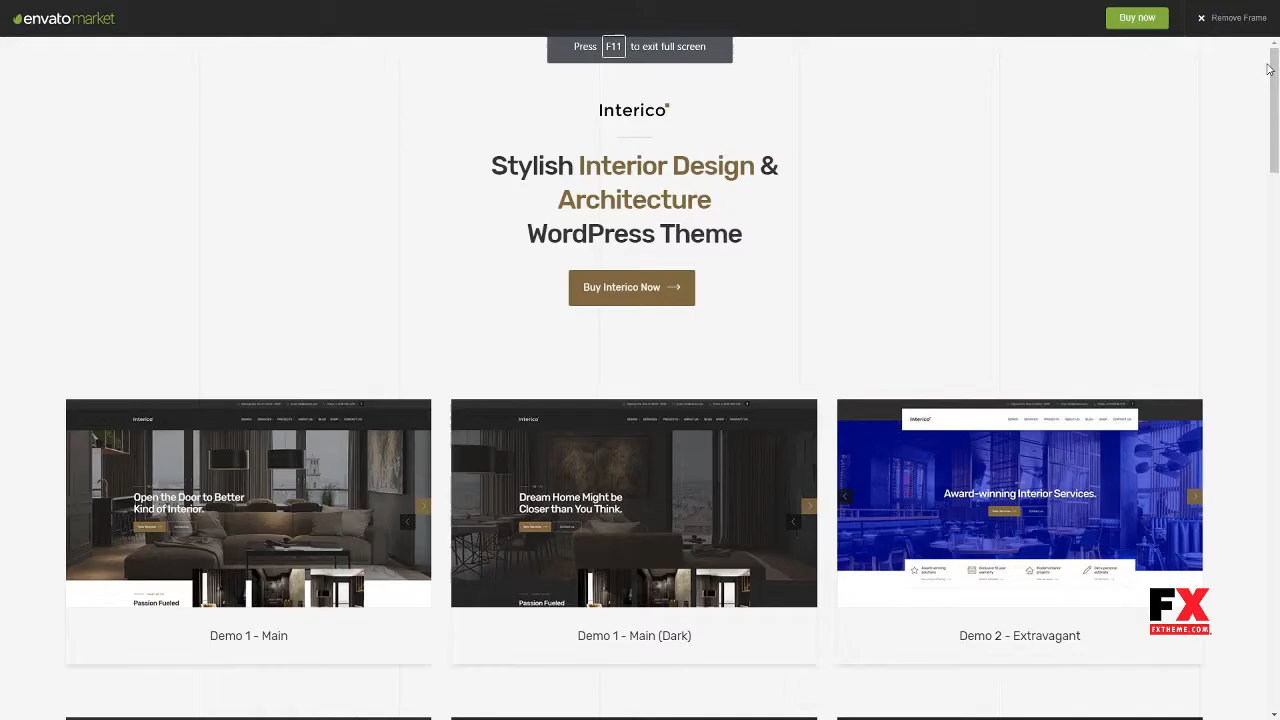 envato market
Buy now
Remove Frame
Press F11 to exit full screen
Interico
Stylish Interior Design &
Architecture
WordPress Theme
Buy Interico Now
Interico
Open the Door to Better
Kind of Interior.
Passion Fueled
Interico
Dream Home Might be
Closer than You Think.
Passion Fueled
Interico
Award-winning Interior Services.
Demo 1 - Main
Demo 1 - Main (Dark)
Demo 2 - Extravagant
FX
FXTHEME.COM